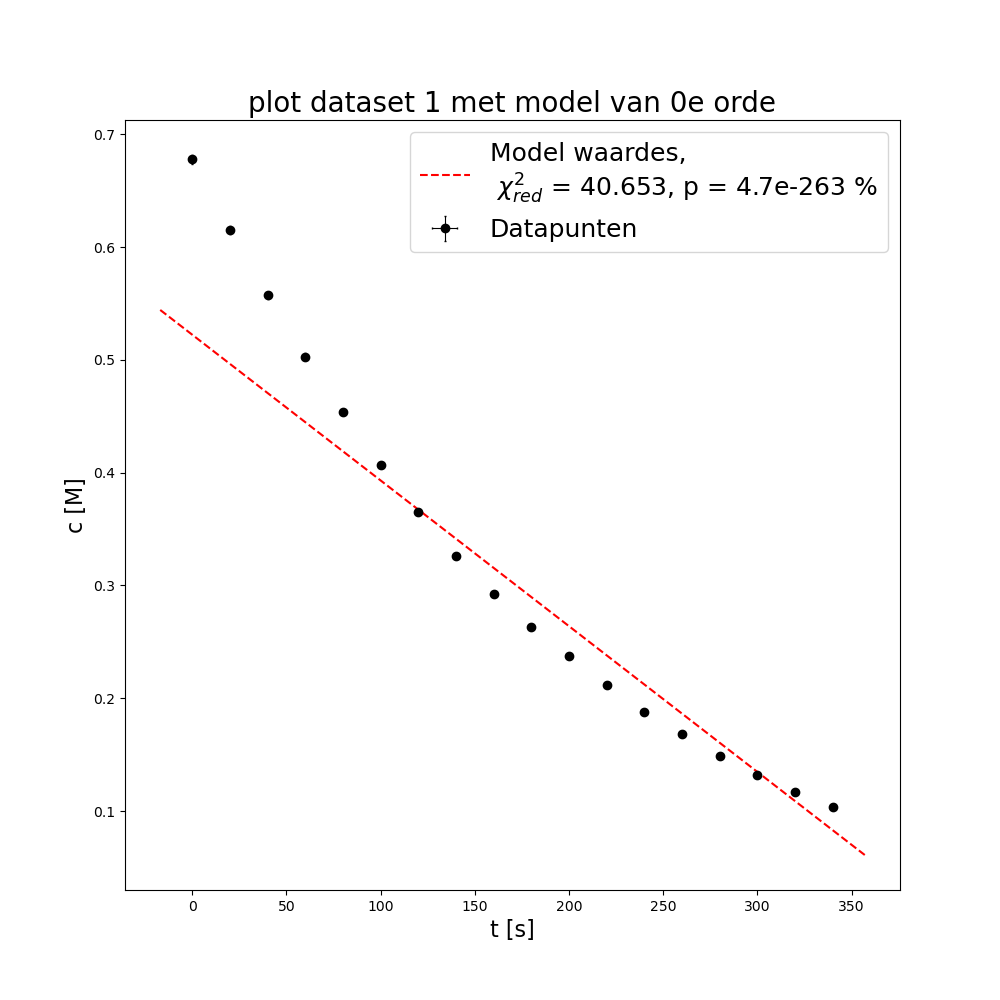 plot dataset 1 met model van 0e orde
Model waardes,
χ²_red = 40.653, p = 4.7e-263 %
Datapunten
c [M]
0.7
0.6
0.5
0.4
0.3
0.2
0.1
0 50 100 150 200 250 300 350
t [s]